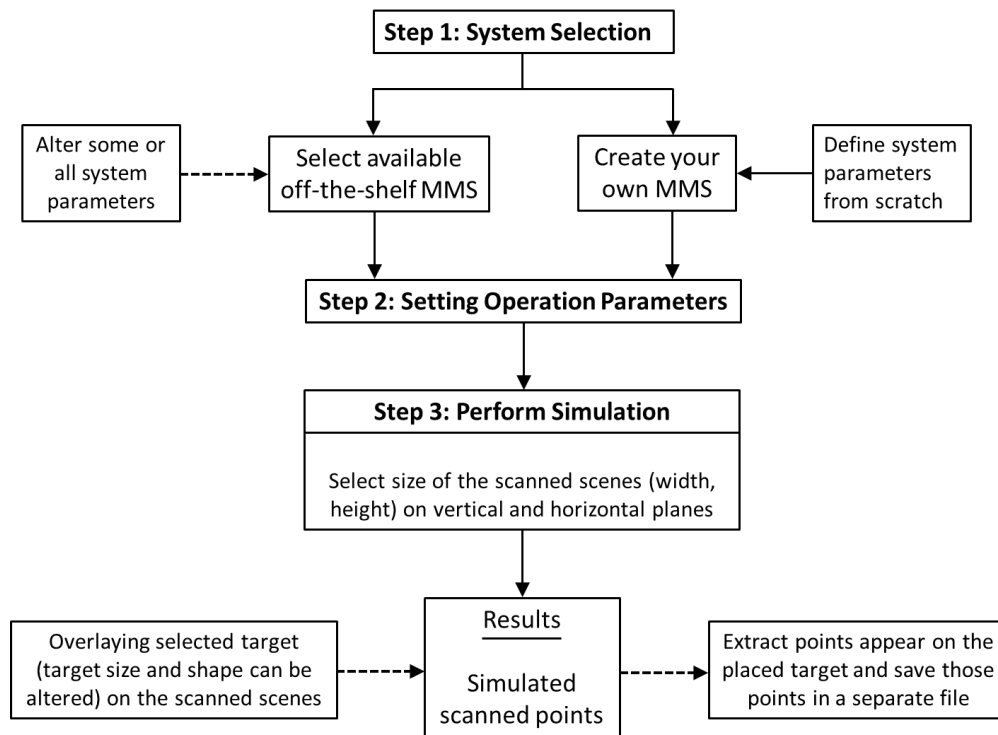 Step 1: System Selection
Alter some or
all system
parameters
Select available
off-the-shelf MMS
Create your
own MMS
Define system
parameters
from scratch
Step 2: Setting Operation Parameters
Step 3: Perform Simulation
Select size of the scanned scenes (width,
height) on vertical and horizontal planes
Overlaying selected target
(target size and shape can be
altered) on the scanned scenes
Results
Simulated
scanned points
Extract points appear on the
placed target and save those
points in a separate file